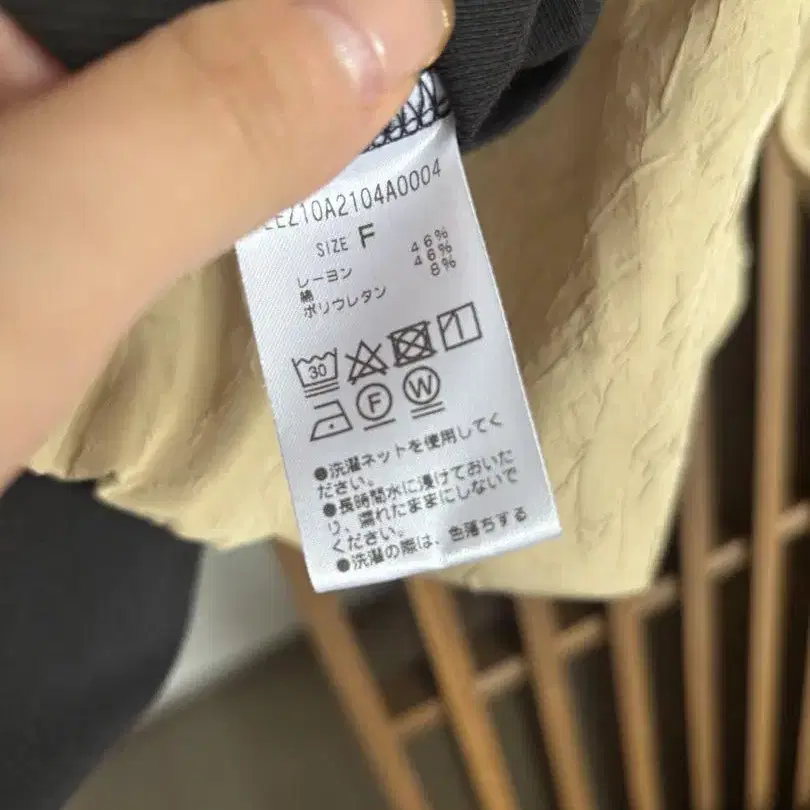 EEZ10A2104A0004
SIZE F
レーヨン 46%
綿 46%
ポリウレタン 8%
30
F W
●洗濯ネットを使用してく
ださい。
●長時間水に浸けておいた
り、濡れたままにしないで
ください。
●洗濯の際は、色落ちする